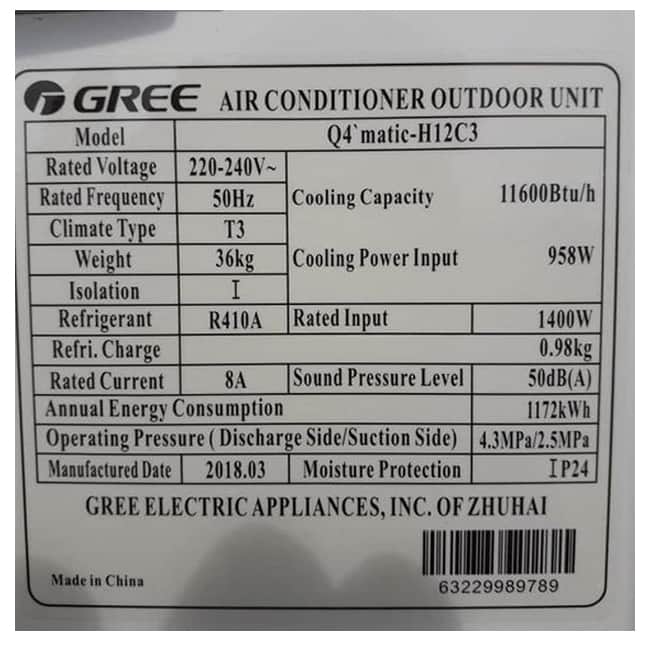 GREE AIR CONDITIONER OUTDOOR UNIT
Model Q4`matic-H12C3
Rated Voltage 220-240V~
Rated Frequency 50Hz Cooling Capacity 11600Btu/h
Climate Type T3
Weight 36kg Cooling Power Input 958W
Isolation I
Refrigerant R410A Rated Input 1400W
Refri. Charge 0.98kg
Rated Current 8A Sound Pressure Level 50dB(A)
Annual Energy Consumption 1172kWh
Operating Pressure ( Discharge Side/Suction Side) 4.3MPa/2.5MPa
Manufactured Date 2018.03 Moisture Protection IP24
GREE ELECTRIC APPLIANCES, INC. OF ZHUHAI
Made in China
63229989789